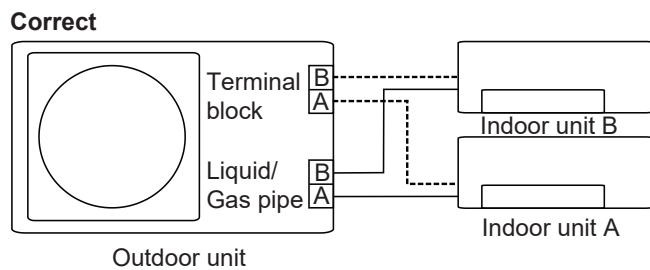 Correct
Terminal
block
B
A
Liquid/
Gas pipe
B
A
Indoor unit B
Indoor unit A
Outdoor unit